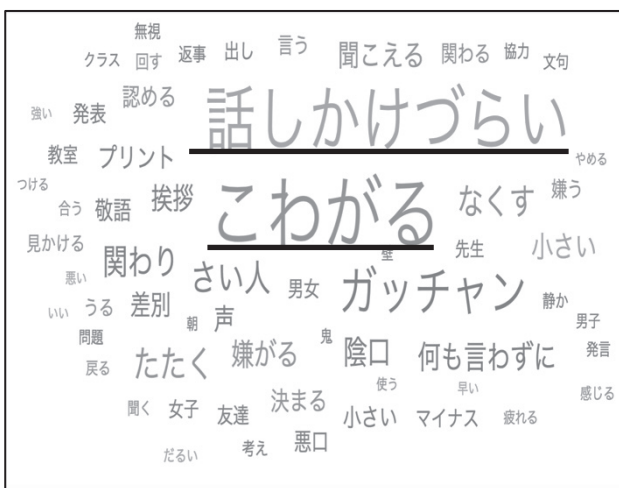 無視
クラス 回す 返事 出し 言う 聞こえる 関わる 協力 文句
強い 発表 認める 話しかけづらい
教室 プリント やめる
つける 合う 敬語 挨拶 こわがる なくす 嫌う
見かける 関わり 壁 先生 小さい
悪い さい人 男女 ガッチャン 静か
いい うる 差別 朝 声 男子
問題 鬼 発言
戻る たたく 嫌がる 陰口 何も言わずに
使う 早い 感じる
聞く 女子 友達 決まる 小さい マイナス 疲れる
だるい 考え 悪口